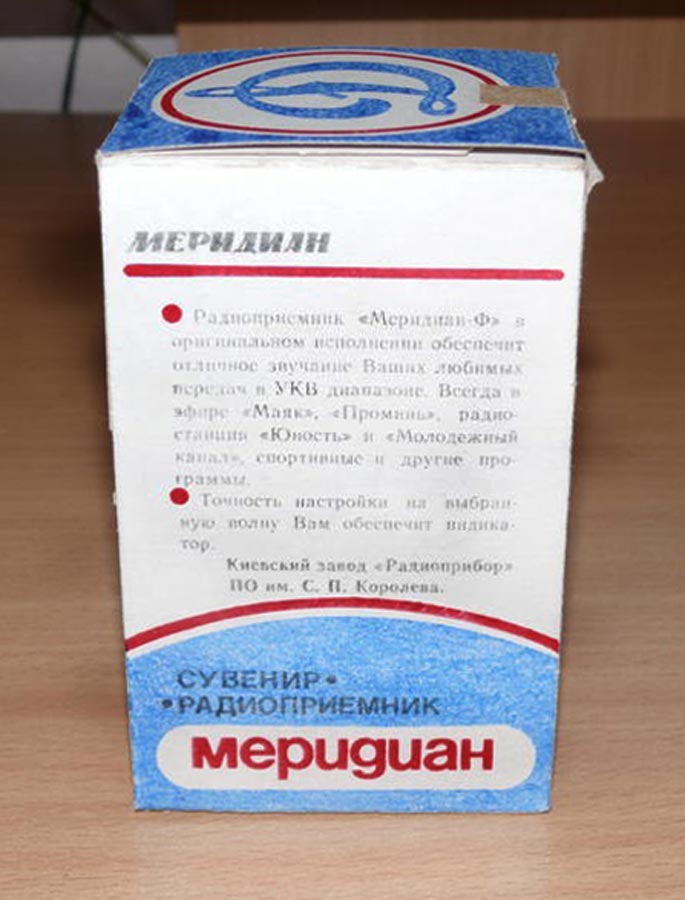 МЕРИДИАН
Радиоприемник «Меридиан-Ф» в
оригинальном исполнении обеспечит
отличное звучание Ваших любимых
передач в УКВ диапазоне. Всегда в
эфире «Маяк», «Проминь», радио-
станции «Юность» и «Молодежный
канал», спортивные и другие про-
граммы.
Точность настройки на выбран-
ную волну Вам обеспечит индика-
тор.
Киевский завод «Радиоприбор»
ПО им. С. П. Королева.
СУВЕНИР•
•РАДИОПРИЕМНИК
меридиан